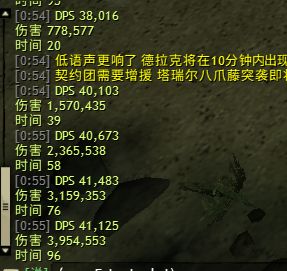 时间 95
[0:54] DPS 38,016
伤害 778,577
时间 20
[0:54] 低语声更响了 德拉克将在10分钟内出现
[0:54] 契约团需要增援 塔瑞尔八爪藤突袭即将
[0:54] DPS 40,103
伤害 1,570,435
时间 39
[0:55] DPS 40,673
伤害 2,365,538
时间 58
[0:55] DPS 41,483
伤害 3,159,353
时间 76
[0:55] DPS 41,125
伤害 3,954,553
时间 96